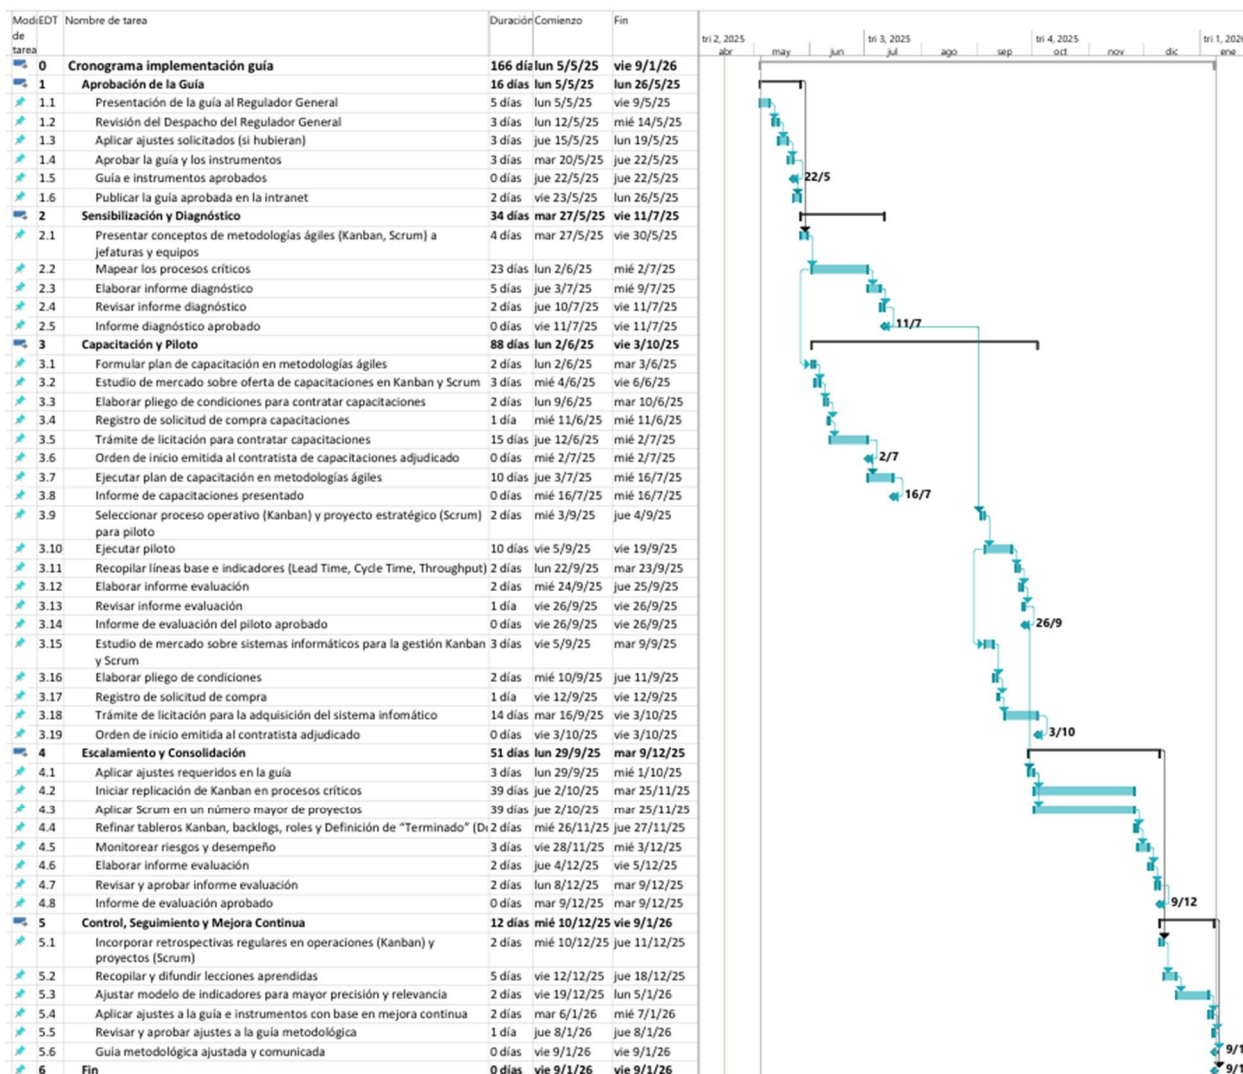 Modo EDT Nombre de tarea Duración Comienzo Fin
de
tarea
tri 2, 2025 tri 3, 2025 tri 4, 2025 tri 1, 2026
abr may jun jul ago sep oct nov dic ene
0 Cronograma implementación guía 166 días lun 5/5/25 vie 9/1/26
1 Aprobación de la Guía 16 días lun 5/5/25 lun 26/5/25
1.1 Presentación de la guía al Regulador General 5 días lun 5/5/25 vie 9/5/25
1.2 Revisión del Despacho del Regulador General 3 días lun 12/5/25 mié 14/5/25
1.3 Aplicar ajustes solicitados (si hubieran) 3 días jue 15/5/25 lun 19/5/25
1.4 Aprobar la guía y los instrumentos 3 días mar 20/5/25 jue 22/5/25
1.5 Guía e instrumentos aprobados 0 días jue 22/5/25 jue 22/5/25 22/5
1.6 Publicar la guía aprobada en la intranet 2 días vie 23/5/25 lun 26/5/25
2 Sensibilización y Diagnóstico 34 días mar 27/5/25 vie 11/7/25
2.1 Presentar conceptos de metodologías ágiles (Kanban, Scrum) a 4 días mar 27/5/25 vie 30/5/25
jefaturas y equipos
2.2 Mapear los procesos críticos 23 días lun 2/6/25 mié 2/7/25
2.3 Elaborar informe diagnóstico 5 días jue 3/7/25 mié 9/7/25
2.4 Revisar informe diagnóstico 2 días jue 10/7/25 vie 11/7/25
2.5 Informe diagnóstico aprobado 0 días vie 11/7/25 vie 11/7/25 11/7
3 Capacitación y Piloto 88 días lun 2/6/25 vie 3/10/25
3.1 Formular plan de capacitación en metodologías ágiles 2 días lun 2/6/25 mar 3/6/25
3.2 Estudio de mercado sobre oferta de capacitaciones en Kanban y Scrum 3 días mié 4/6/25 vie 6/6/25
3.3 Elaborar pliego de condiciones para contratar capacitaciones 2 días lun 9/6/25 mar 10/6/25
3.4 Registro de solicitud de compra capacitaciones 1 día mié 11/6/25 mié 11/6/25
3.5 Trámite de licitación para contratar capacitaciones 15 días jue 12/6/25 mié 2/7/25
3.6 Orden de inicio emitida al contratista de capacitaciones adjudicado 0 días mié 2/7/25 mié 2/7/25 2/7
3.7 Ejecutar plan de capacitación en metodologías ágiles 10 días jue 3/7/25 mié 16/7/25
3.8 Informe de capacitaciones presentado 0 días mié 16/7/25 mié 16/7/25 16/7
3.9 Seleccionar proceso operativo (Kanban) y proyecto estratégico (Scrum) 2 días mié 3/9/25 jue 4/9/25
para piloto
3.10 Ejecutar piloto 10 días vie 5/9/25 vie 19/9/25
3.11 Recopilar líneas base e indicadores (Lead Time, Cycle Time, Throughput) 2 días lun 22/9/25 mar 23/9/25
3.12 Elaborar informe evaluación 2 días mié 24/9/25 jue 25/9/25
3.13 Revisar informe evaluación 1 día vie 26/9/25 vie 26/9/25
3.14 Informe de evaluación del piloto aprobado 0 días vie 26/9/25 vie 26/9/25 26/9
3.15 Estudio de mercado sobre sistemas informáticos para la gestión Kanban 3 días vie 5/9/25 mar 9/9/25
y Scrum
3.16 Elaborar pliego de condiciones 2 días mié 10/9/25 jue 11/9/25
3.17 Registro de solicitud de compra 1 día vie 12/9/25 vie 12/9/25
3.18 Trámite de licitación para la adquisición del sistema infomático 14 días mar 16/9/25 vie 3/10/25
3.19 Orden de inicio emitida al contratista adjudicado 0 días vie 3/10/25 vie 3/10/25 3/10
4 Escalamiento y Consolidación 51 días lun 29/9/25 mar 9/12/25
4.1 Aplicar ajustes requeridos en la guía 3 días lun 29/9/25 mié 1/10/25
4.2 Iniciar replicación de Kanban en procesos críticos 39 días jue 2/10/25 mar 25/11/25
4.3 Aplicar Scrum en un número mayor de proyectos 39 días jue 2/10/25 mar 25/11/25
4.4 Refinar tableros Kanban, backlogs, roles y Definición de “Terminado” (D 2 días mié 26/11/25 jue 27/11/25
4.5 Monitorear riesgos y desempeño 3 días vie 28/11/25 mié 3/12/25
4.6 Elaborar informe evaluación 2 días jue 4/12/25 vie 5/12/25
4.7 Revisar y aprobar informe evaluación 2 días lun 8/12/25 mar 9/12/25
4.8 Informe de evaluación aprobado 0 días mar 9/12/25 mar 9/12/25 9/12
5 Control, Seguimiento y Mejora Continua 12 días mié 10/12/25 vie 9/1/26
5.1 Incorporar retrospectivas regulares en operaciones (Kanban) y 2 días mié 10/12/25 jue 11/12/25
proyectos (Scrum)
5.2 Recopilar y difundir lecciones aprendidas 5 días vie 12/12/25 jue 18/12/25
5.3 Ajustar modelo de indicadores para mayor precisión y relevancia 2 días vie 19/12/25 lun 5/1/26
5.4 Aplicar ajustes a la guía e instrumentos con base en mejora continua 2 días mar 6/1/26 mié 7/1/26
5.5 Revisar y aprobar ajustes a la guía metodológica 1 día jue 8/1/26 jue 8/1/26
5.6 Guía metodológica ajustada y comunicada 0 días vie 9/1/26 vie 9/1/26 9/1
6 Fin 0 días vie 9/1/26 vie 9/1/26 9/1